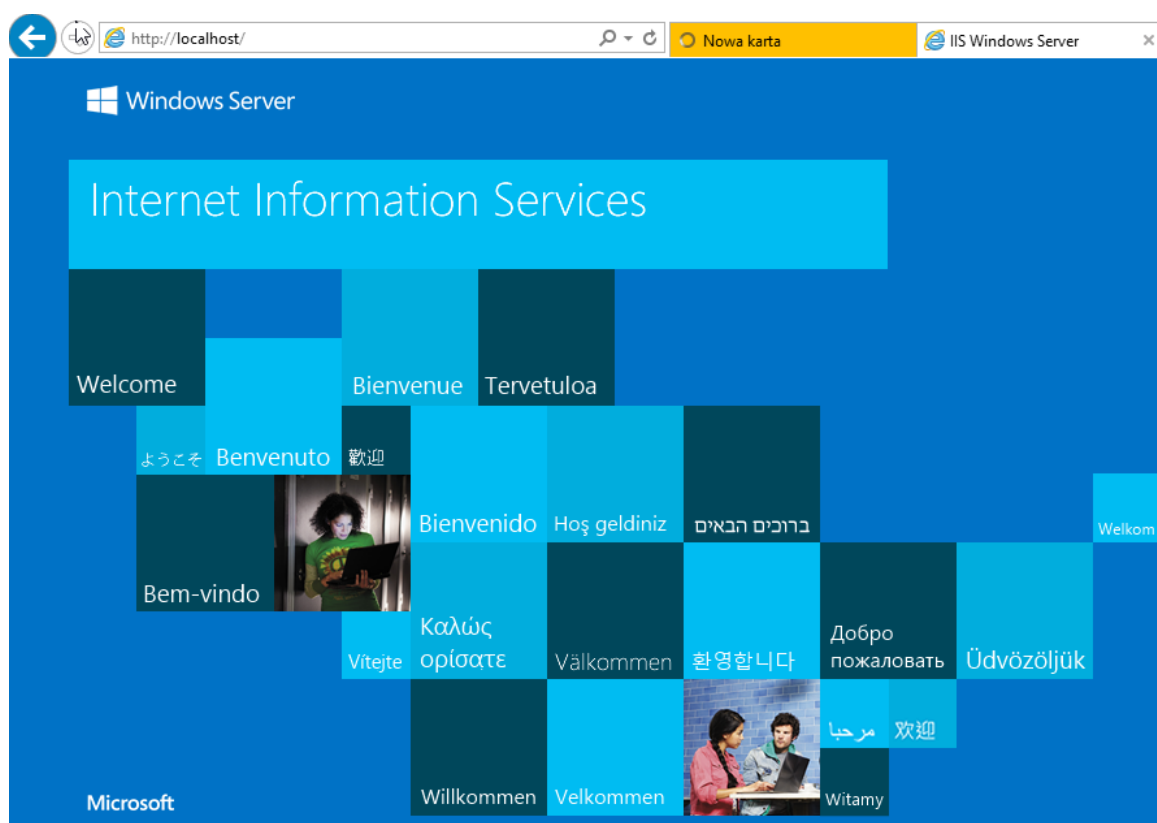 http://localhost/
Nowa karta
IIS Windows Server
Windows Server
Internet Information Services
Welcome
Bienvenue
Tervetuloa
ようこそ
Benvenuto
歡迎
Bienvenido
Hoş geldiniz
ברוכים הבאים
Welkom
Bem-vindo
Vítejte
Καλώς
ορίσατε
Välkommen
환영합니다
Добро
пожаловать
Üdvözöljük
مرحبا
欢迎
Willkommen
Velkommen
Witamy
Microsoft